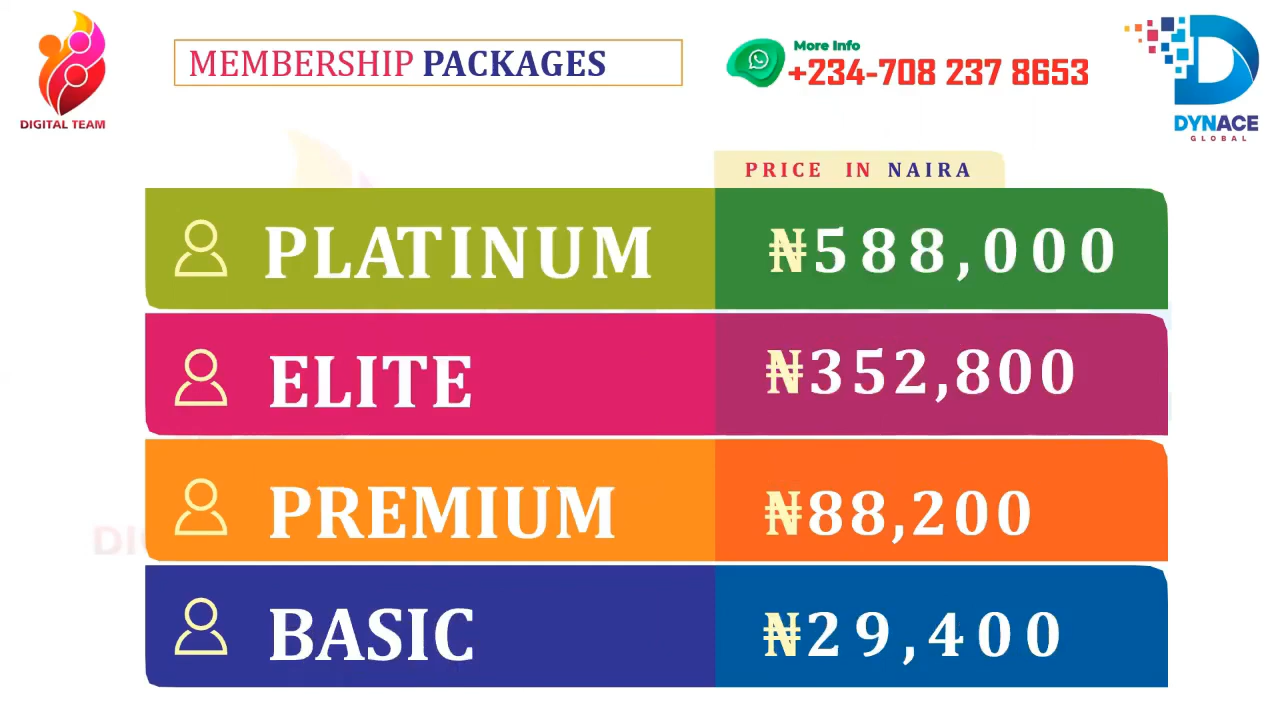 DIGITAL TEAM
MEMBERSHIP PACKAGES
More Info
+234-708 237 8653
DYNACE
GLOBAL
PRICE IN NAIRA
PLATINUM ₦588,000
ELITE ₦352,800
PREMIUM ₦88,200
BASIC ₦29,400
DI